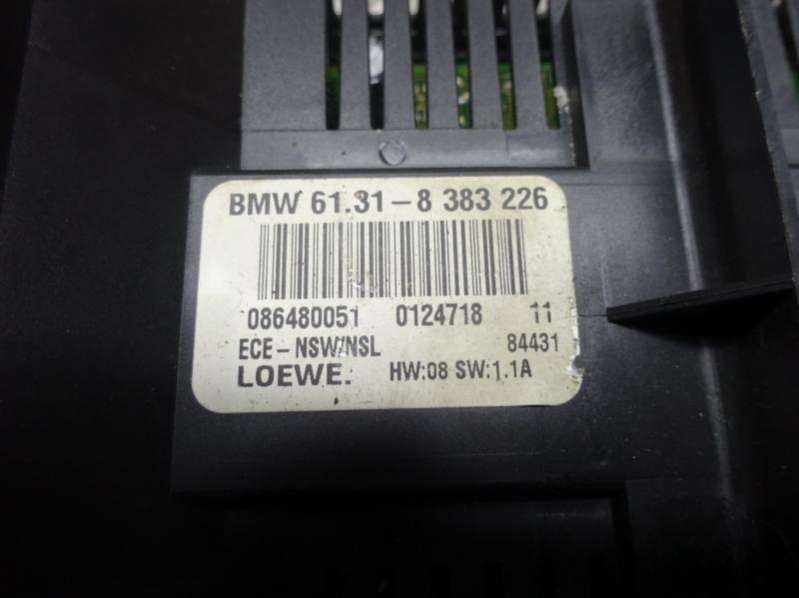 BMW 61.31-8 383 226
086480051 0124718 11
ECE-NSW/NSL 84431
LOEWE. HW:08 SW:1.1A